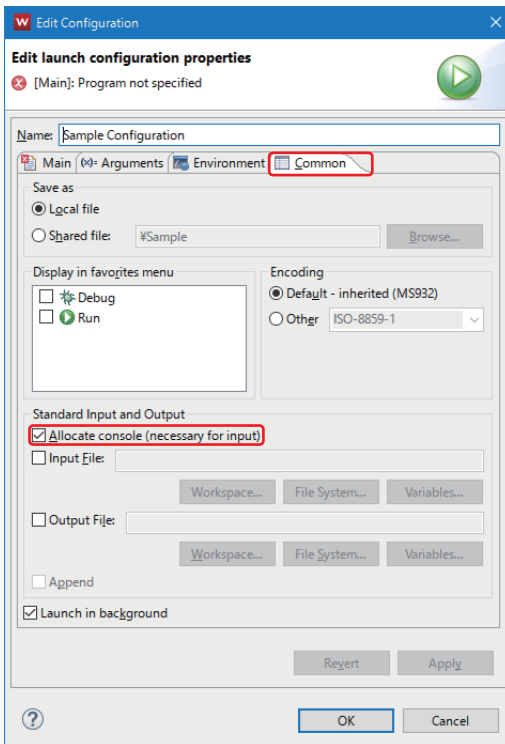 W Edit Configuration
Edit launch configuration properties
[Main]: Program not specified
Name: Sample Configuration
Main (x)= Arguments Environment Common
Save as
Local file
Shared file: ¥Sample Browse...
Display in favorites menu
Debug
Run
Encoding
Default - inherited (MS932)
Other ISO-8859-1
Standard Input and Output
Allocate console (necessary for input)
Input File:
Workspace... File System... Variables...
Output File:
Workspace... File System... Variables...
Append
Launch in background
Revert Apply
? OK Cancel